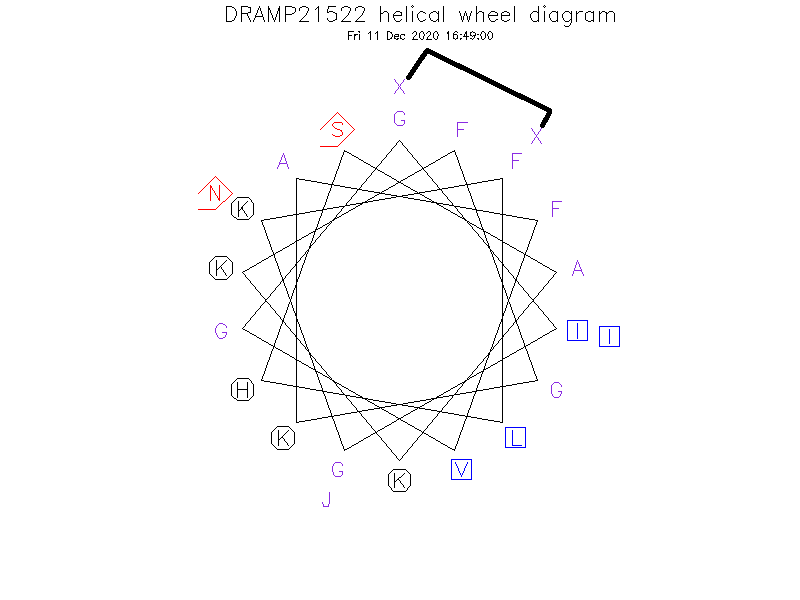 DRAMP21522 helical wheel diagram
Fri 11 Dec 2020 16:49:00
X
G
S F X
A F
N K F
K A
G I I
H G
K L
G K V
J